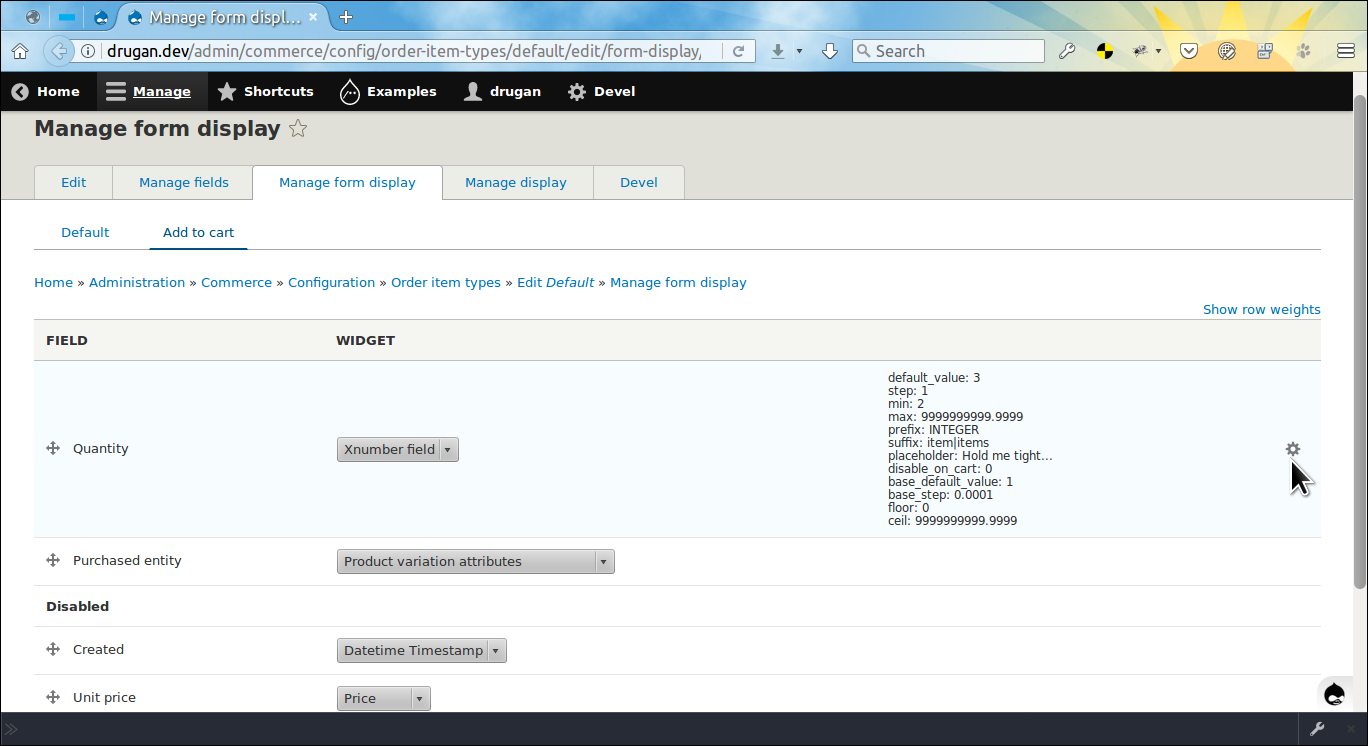 Manage form displ...
drugan.dev/admin/commerce/config/order-item-types/default/edit/form-display,
Search
Home
Manage
Shortcuts
Examples
drugan
Devel
Manage form display
Edit
Manage fields
Manage form display
Manage display
Devel
Default
Add to cart
Home » Administration » Commerce » Configuration » Order item types » Edit Default » Manage form display
Show row weights
FIELD
WIDGET
Quantity
Xnumber field
default_value: 3
step: 1
min: 2
max: 9999999999.9999
prefix: INTEGER
suffix: item|items
placeholder: Hold me tight...
disable_on_cart: 0
base_default_value: 1
base_step: 0.0001
floor: 0
ceil: 9999999999.9999
Purchased entity
Product variation attributes
Disabled
Created
Datetime Timestamp
Unit price
Price